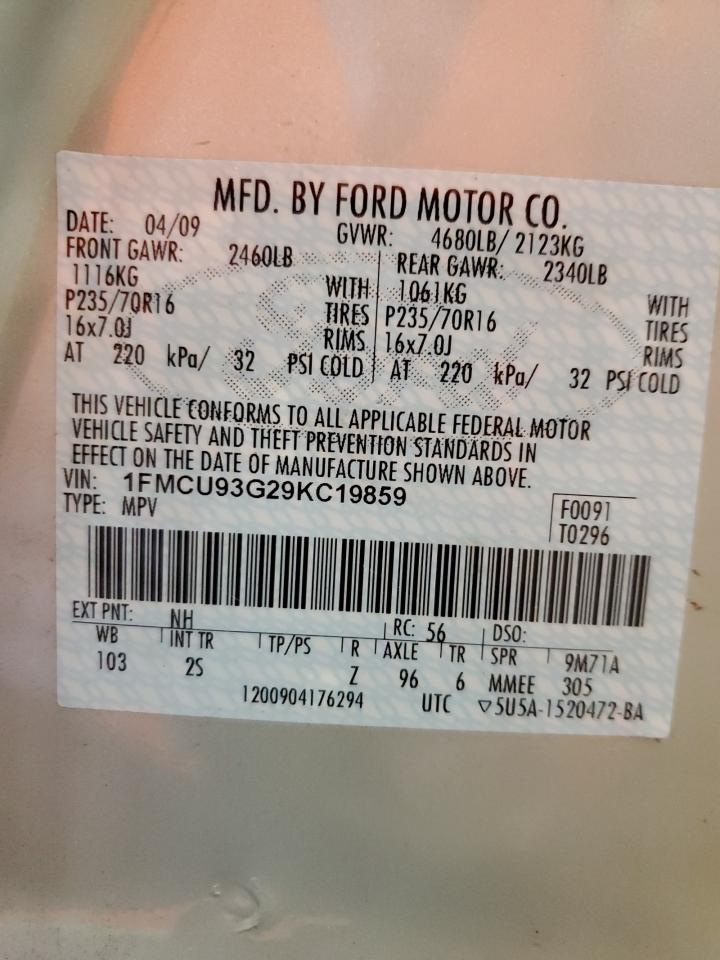 MFD. BY FORD MOTOR CO.
DATE: 04/09 GVWR: 4680LB/ 2123KG
FRONT GAWR: 2460LB REAR GAWR: 2340LB
1116KG WITH 1061KG WITH
P235/70R16 TIRES P235/70R16 TIRES
16x7.0J RIMS 16x7.0J RIMS
AT 220 kPa/ 32 PSI COLD AT 220 kPa/ 32 PSI COLD
THIS VEHICLE CONFORMS TO ALL APPLICABLE FEDERAL MOTOR
VEHICLE SAFETY AND THEFT PREVENTION STANDARDS IN
EFFECT ON THE DATE OF MANUFACTURE SHOWN ABOVE.
VIN: 1FMCU93G29KC19859
TYPE: MPV
F0091
T0296
EXT PNT: NH RC: 56 DSO:
WB INT TR TP/PS R AXLE TR SPR 9M71A
103 2S Z 96 6 MMEE 305
1200904176294 UTC ▽5U5A-1520472-BA